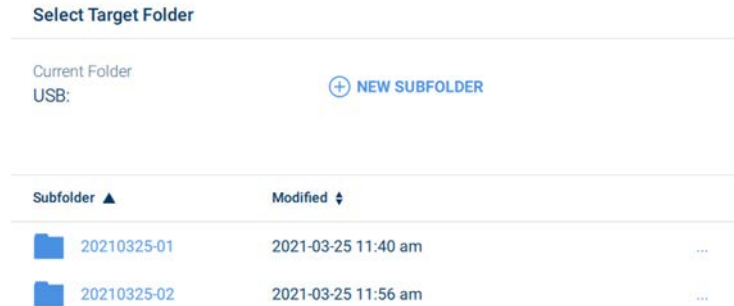 Select Target Folder
Current Folder
USB:
NEW SUBFOLDER
Subfolder
Modified
20210325-01 2021-03-25 11:40 am ...
20210325-02 2021-03-25 11:56 am ...